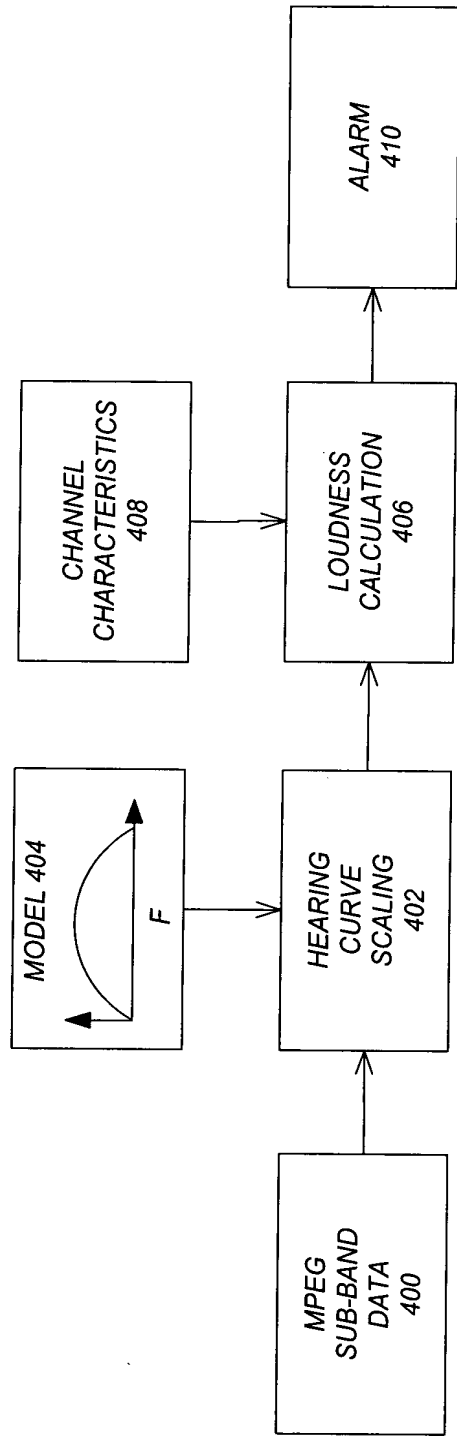 MODEL 404
F
CHANNEL
CHARACTERISTICS
408
MPEG
SUB-BAND
DATA
400
HEARING
CURVE
SCALING
402
LOUDNESS
CALCULATION
406
ALARM
410